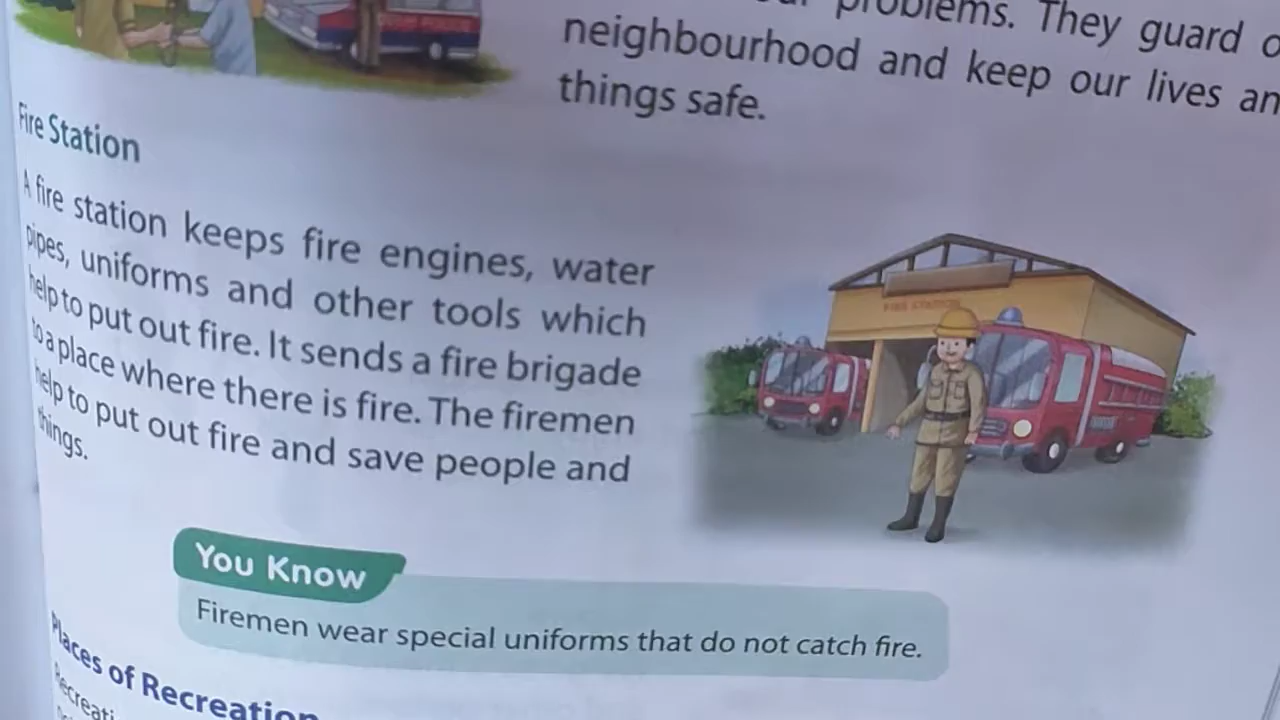 problems. They guard
neighbourhood and keep our lives
things safe.
Fire Station
A fire station keeps fire engines, water
pipes, uniforms and other tools which
help to put out fire. It sends a fire brigade
to a place where there is fire. The firemen
help to put out fire and save people and
things.
FIRE STATION
You Know
Firemen wear special uniforms that do not catch fire.
Places of Recreation